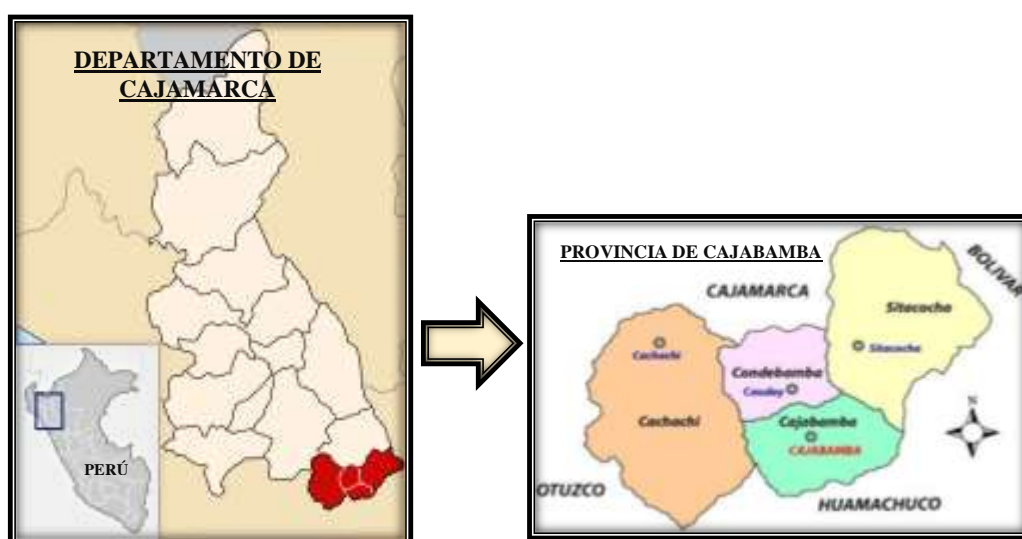 DEPARTAMENTO DE
CAJAMARCA
PERÚ
PROVINCIA DE CAJABAMBA
BOLIVAR
CAJAMARCA
Sitacocha
Sitacocha
Cachachi
Condebamba
Cauday
Cachachi
Cajabamba
CAJABAMBA
N
OTUZCO
HUAMACHUCO